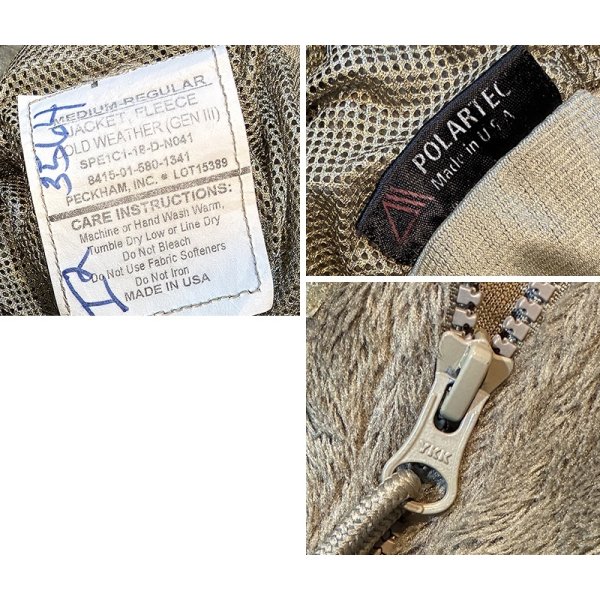 MEDIUM-REGULAR
JACKET, FLEECE
COLD WEATHER (GEN III)
SPE1C1-18-D-N041
8415-01-580-1341
PECKHAM, INC. LOT15389
CARE INSTRUCTIONS:
Machine or Hand Wash Warm,
Tumble Dry Low or Line Dry
Do Not Bleach
Do Not Use Fabric Softeners
Do Not Iron
MADE IN USA
3564
POLARTEC
Made in U.S.A
YKK